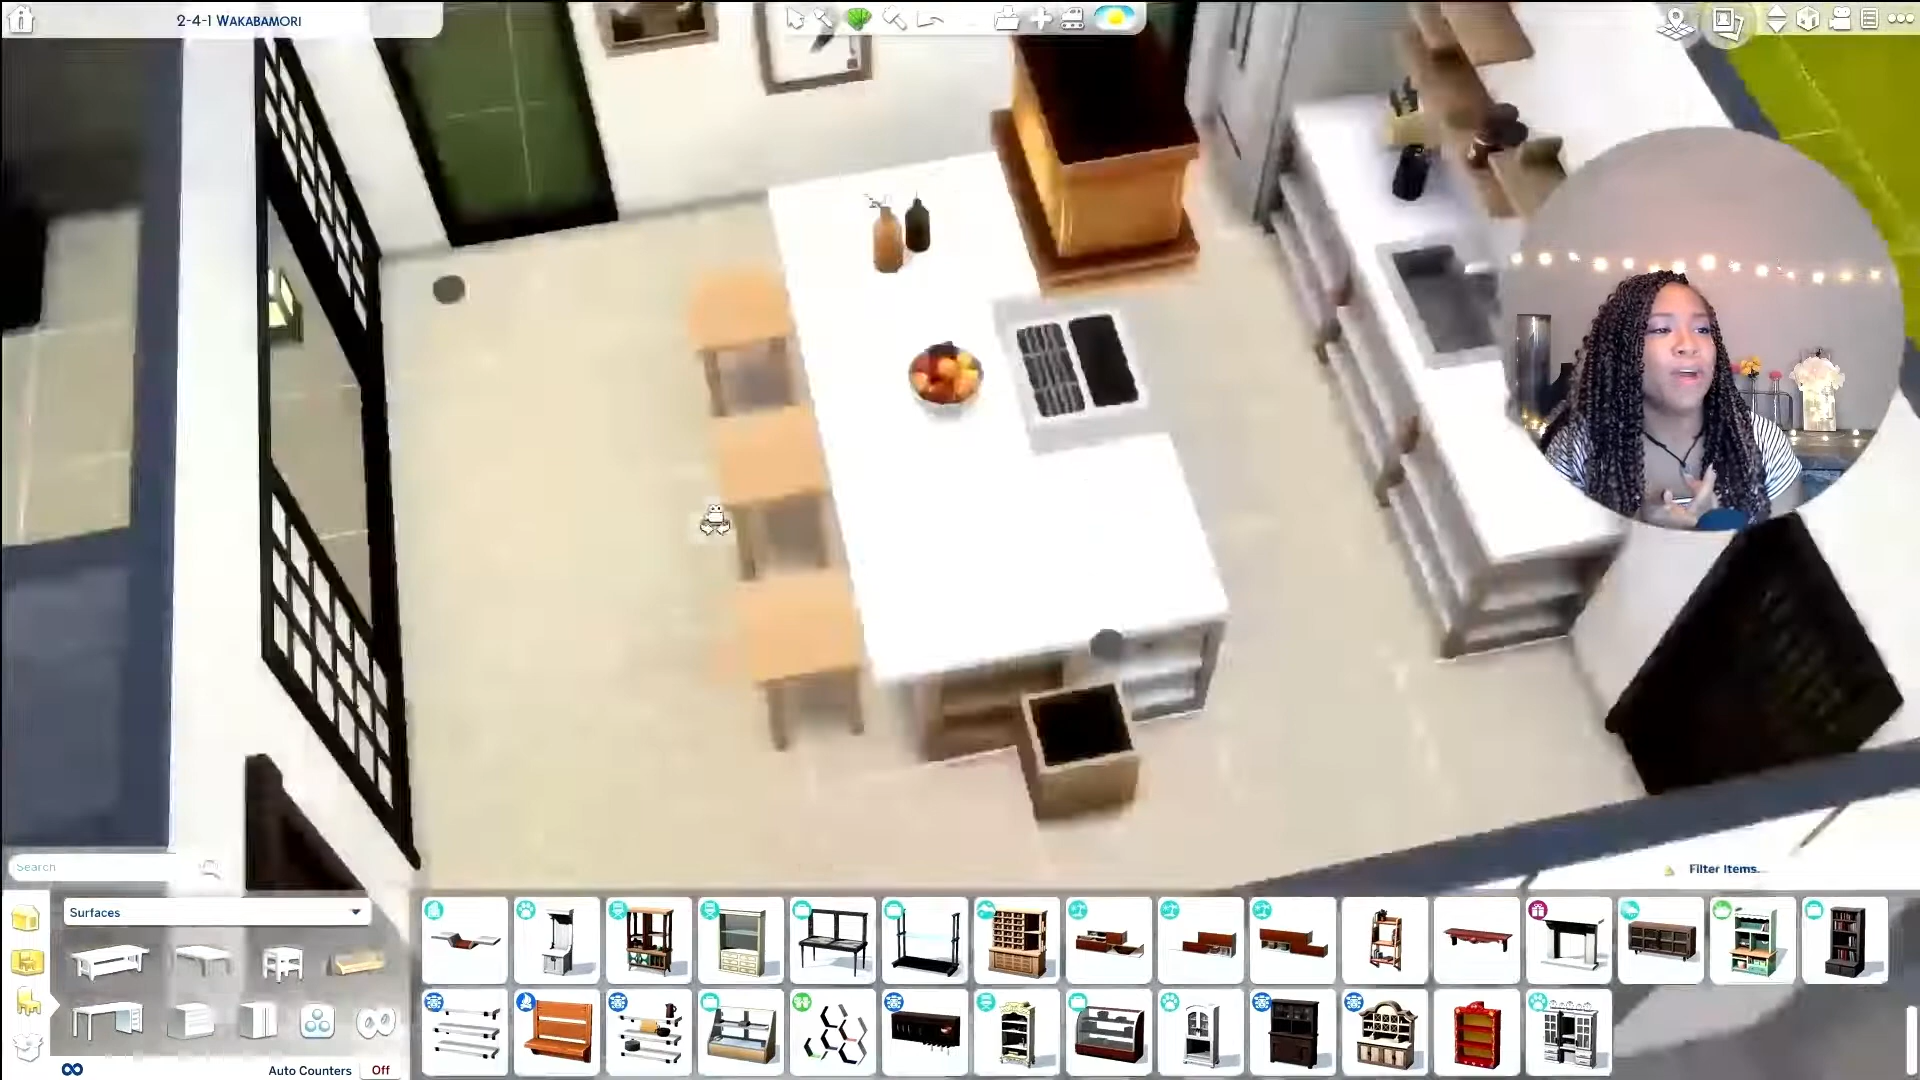 2-4-1 WAKABAMORI
Search
Filter Items...
Surfaces
Auto Counters
Off